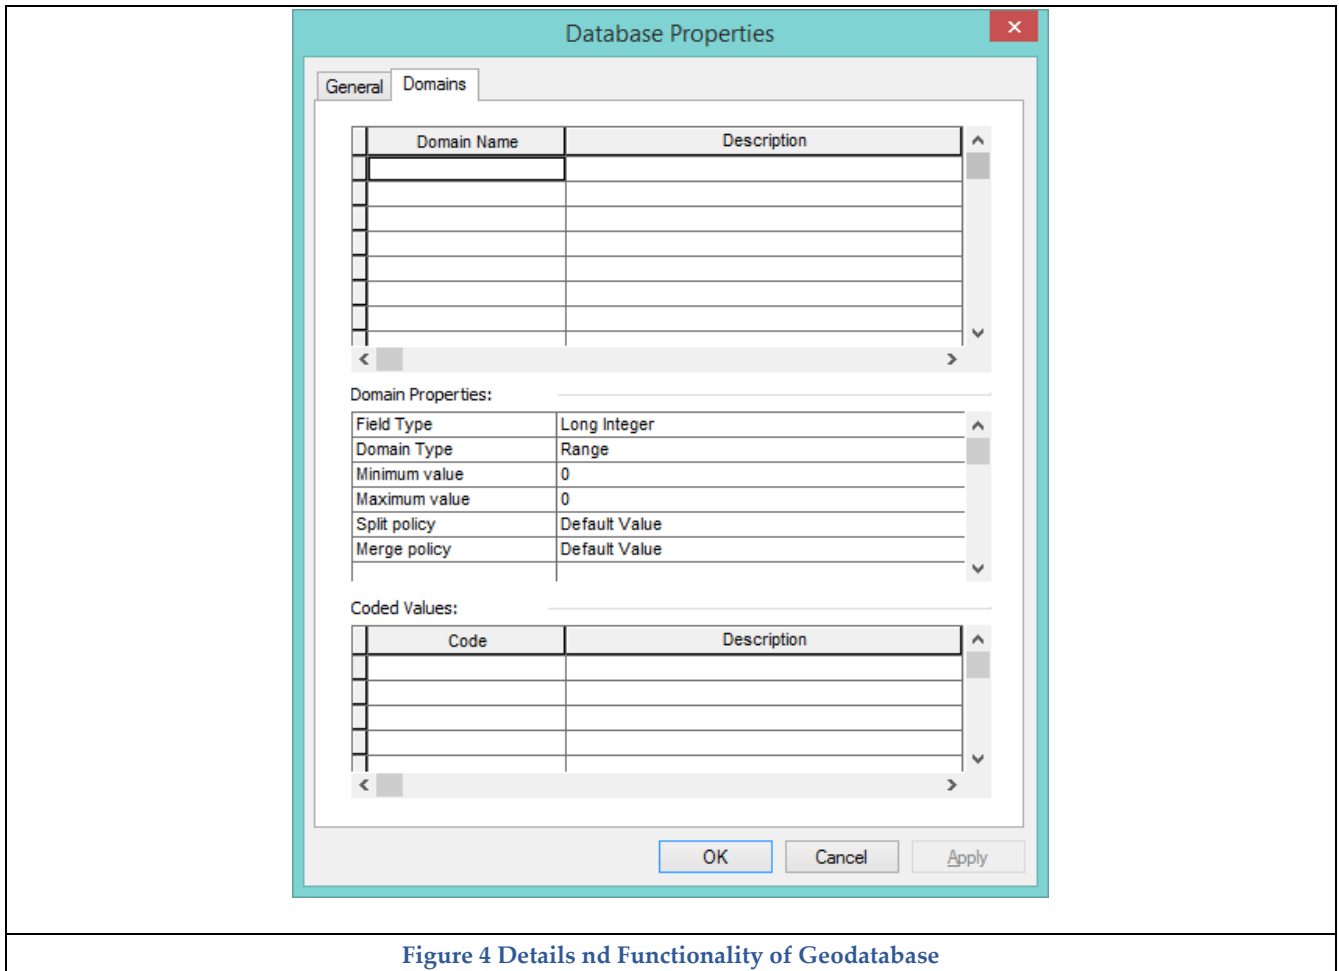 Database Properties
General Domains
Domain Name Description
Domain Properties:
Field Type Long Integer
Domain Type Range
Minimum value 0
Maximum value 0
Split policy Default Value
Merge policy Default Value
Coded Values:
Code Description
OK Cancel Apply
Figure 4 Details nd Functionality of Geodatabase